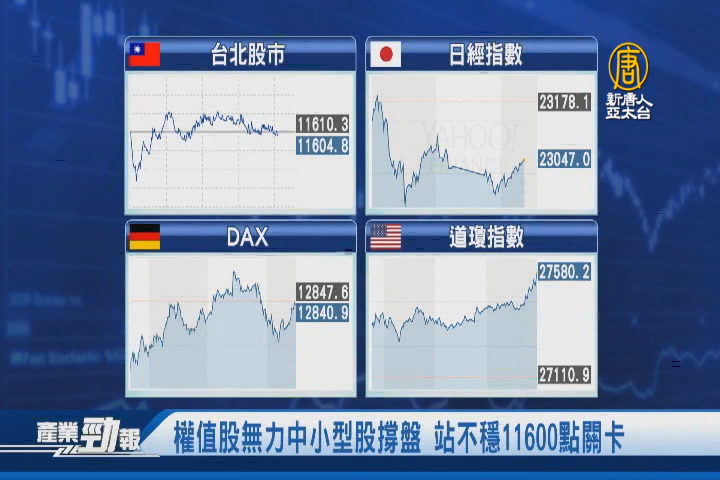 台北股市
11610.3
11604.8
日經指數
23178.1
23047.0
唐
新唐人
亞太台
DAX
12847.6
12840.9
道瓊指數
27580.2
27110.9
產業勁報
權值股無力中小型股撐盤 站不穩11600點關卡